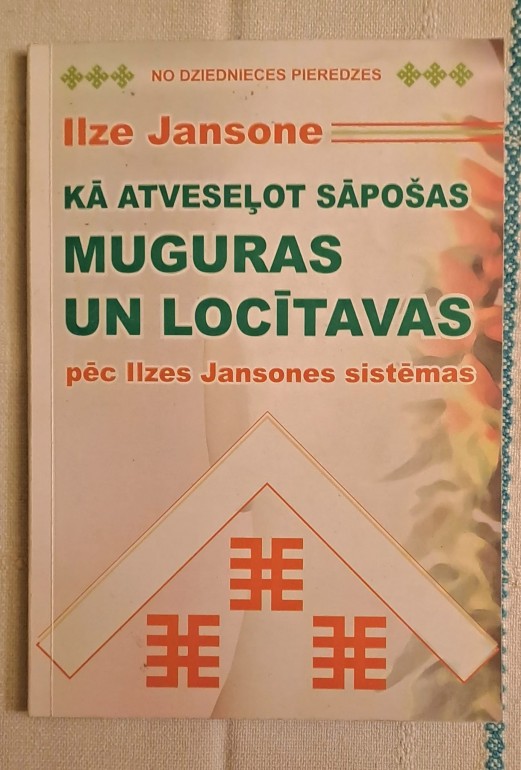 NO DZIEDNIECES PIEREDZES
Ilze Jansone
KĀ ATVESEĻOT SĀPOŠAS
MUGURAS
UN LOCĪTAVAS
pēc Ilzes Jansones sistēmas